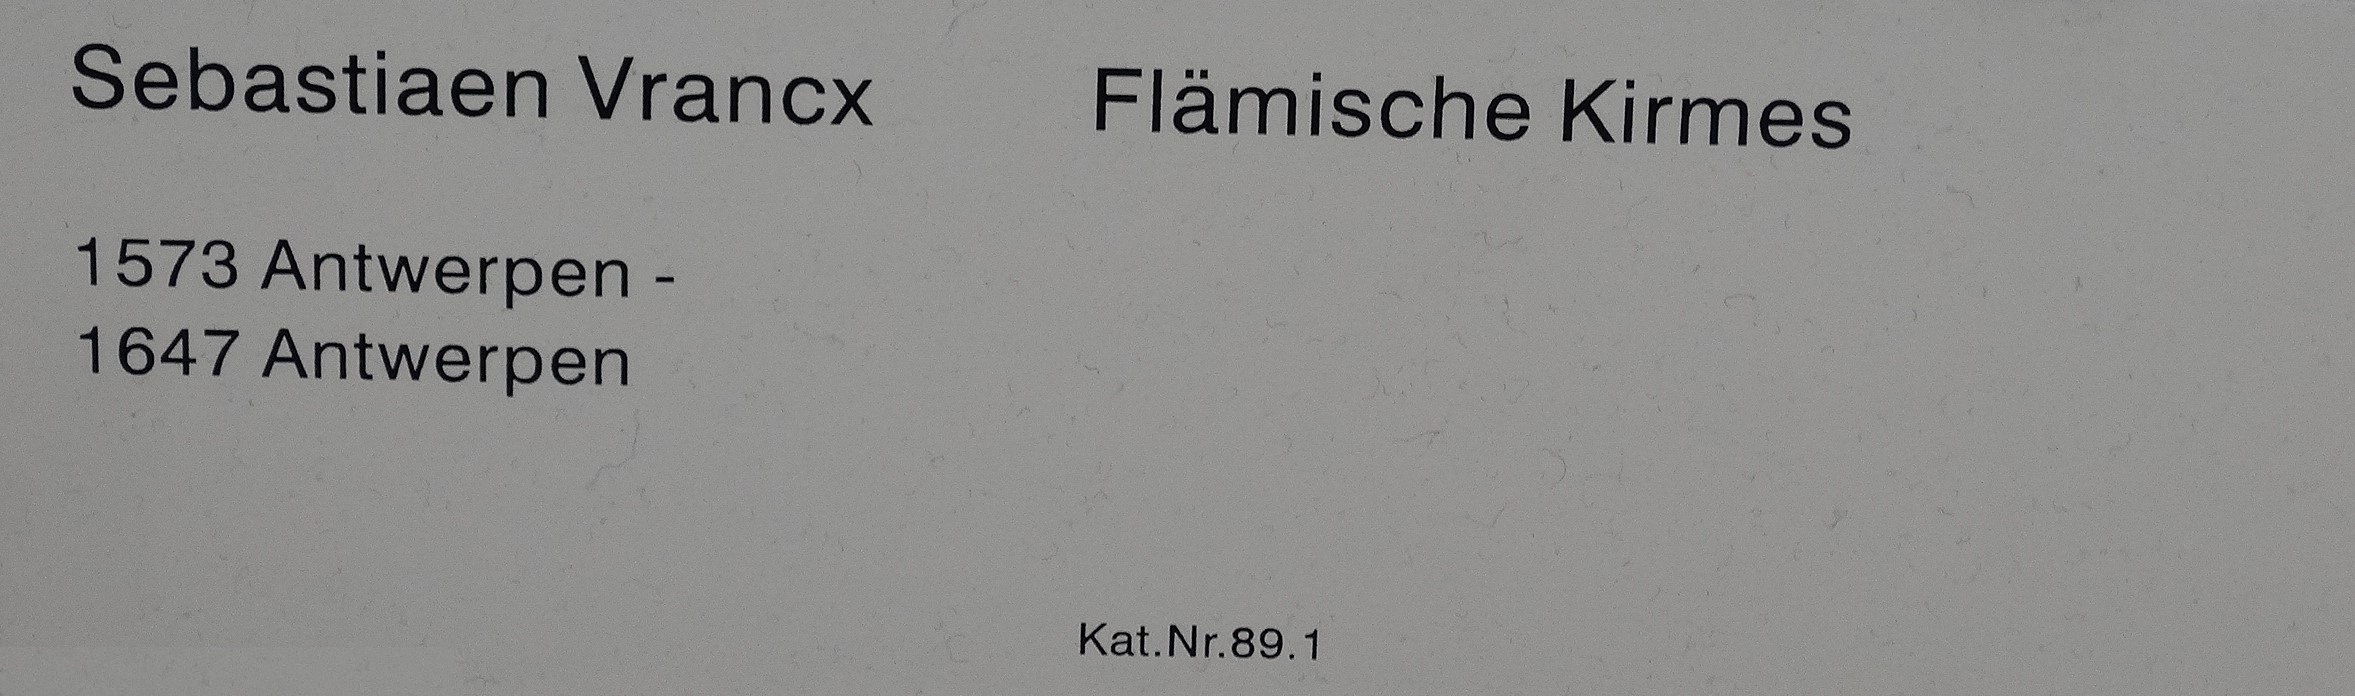 Sebastiaen Vrancx
1573 Antwerpen -
1647 Antwerpen
Flämische Kirmes
Kat.Nr.89.1